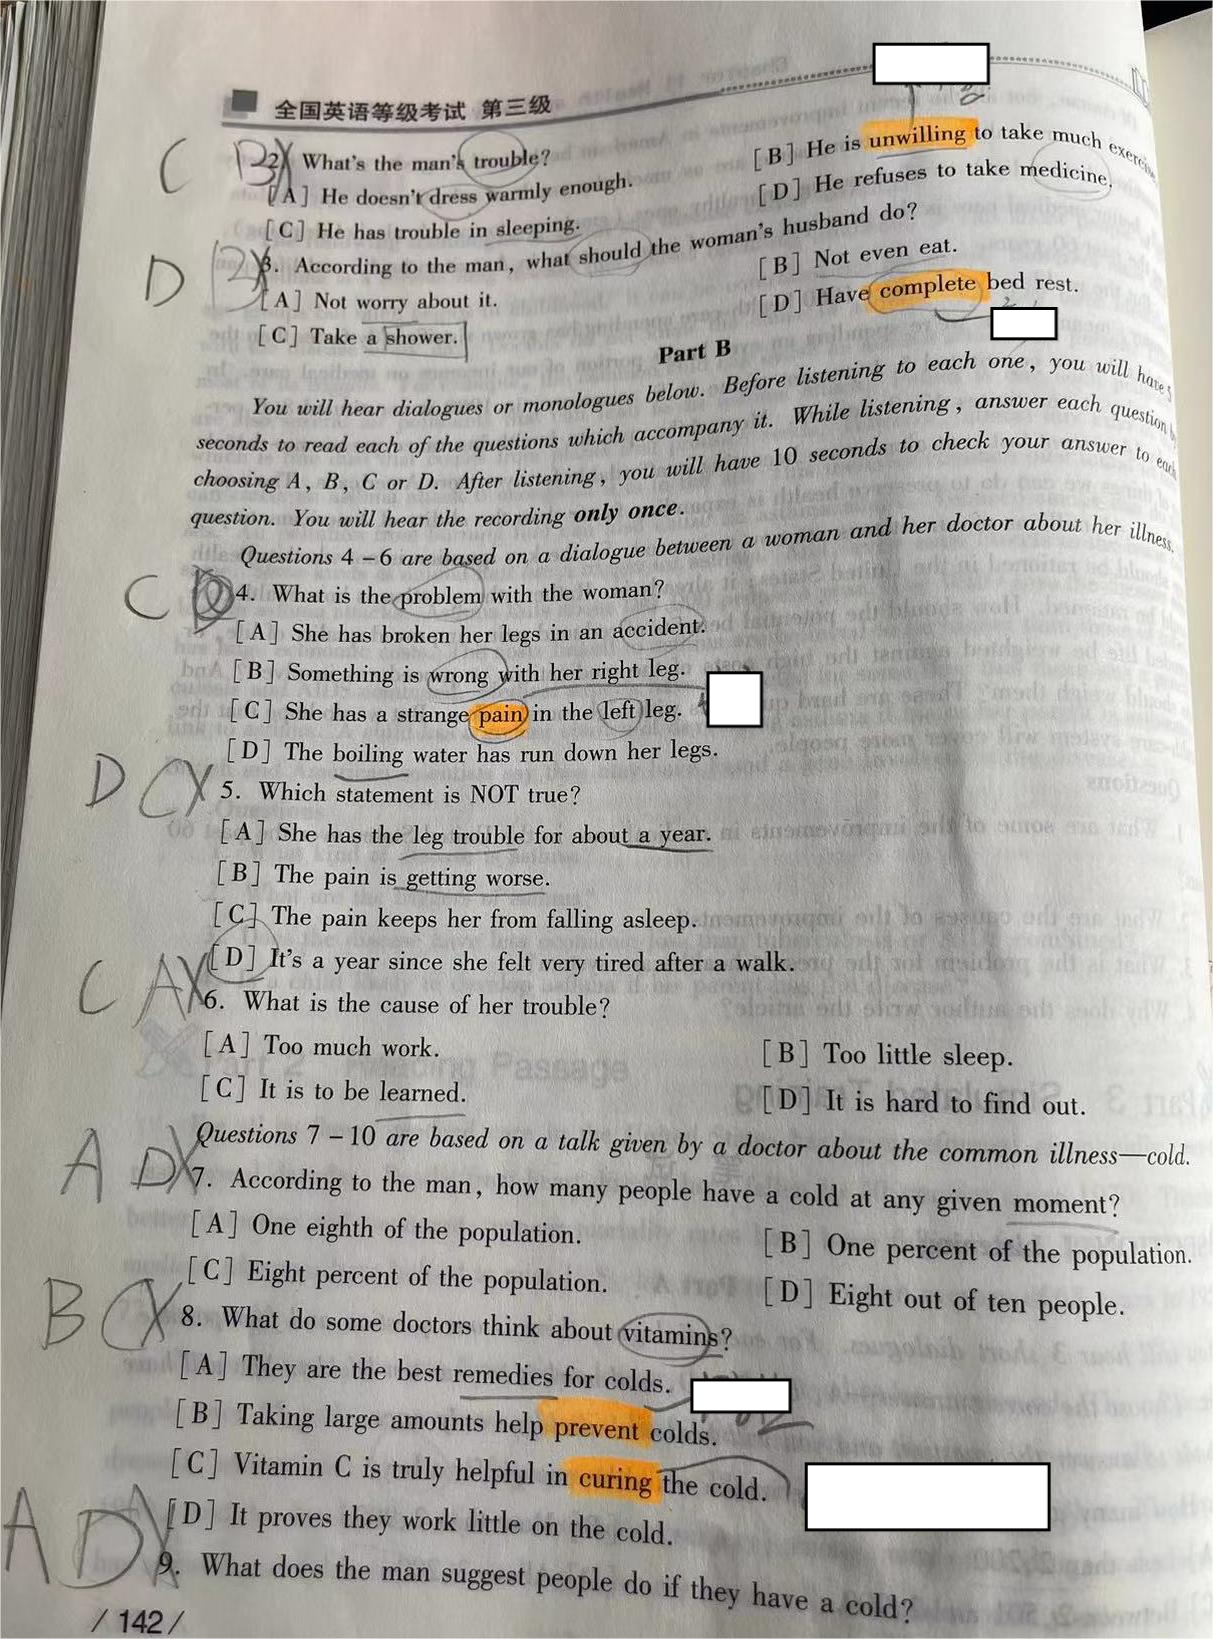 全国英语等级考试 第三级
C B 2. What's the man's trouble?
[A] He doesn't dress warmly enough.
[B] He is unwilling to take much exercise
[C] He has trouble in sleeping.
[D] He refuses to take medicine.
D B 3. According to the man, what should the woman's husband do?
[A] Not worry about it.
[B] Not even eat.
[C] Take a shower.
[D] Have complete bed rest.
Part B
You will hear dialogues or monologues below. Before listening to each one, you will have 5
seconds to read each of the questions which accompany it. While listening, answer each question by
choosing A, B, C or D. After listening, you will have 10 seconds to check your answer to each
question. You will hear the recording only once.
Questions 4-6 are based on a dialogue between a woman and her doctor about her illness.
C D 4. What is the problem with the woman?
[A] She has broken her legs in an accident.
[B] Something is wrong with her right leg.
[C] She has a strange pain in the left leg.
[D] The boiling water has run down her legs.
D C 5. Which statement is NOT true?
[A] She has the leg trouble for about a year.
[B] The pain is getting worse.
[C] The pain keeps her from falling asleep.
[D] It's a year since she felt very tired after a walk.
C A 6. What is the cause of her trouble?
[A] Too much work.
[B] Too little sleep.
[C] It is to be learned.
[D] It is hard to find out.
Questions 7-10 are based on a talk given by a doctor about the common illness—cold.
A D 7. According to the man, how many people have a cold at any given moment?
[A] One eighth of the population.
[B] One percent of the population.
[C] Eight percent of the population.
[D] Eight out of ten people.
B C 8. What do some doctors think about vitamins?
[A] They are the best remedies for colds.
[B] Taking large amounts help prevent colds.
[C] Vitamin C is truly helpful in curing the cold.
[D] It proves they work little on the cold.
A D 9. What does the man suggest people do if they have a cold?
/ 142 /